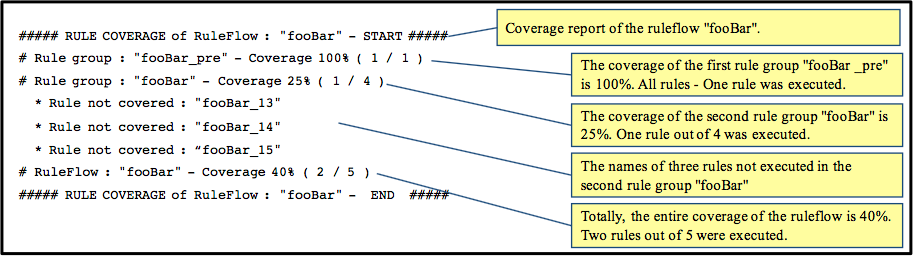 ##### RULE COVERAGE of RuleFlow : "fooBar" - START #####
# Rule group : "fooBar_pre" - Coverage 100% ( 1 / 1 )
# Rule group : "fooBar" - Coverage 25% ( 1 / 4 )
* Rule not covered : "fooBar_13"
* Rule not covered : "fooBar_14"
* Rule not covered : “fooBar_15"
# RuleFlow : "fooBar" - Coverage 40% ( 2 / 5 )
##### RULE COVERAGE of RuleFlow : "fooBar" - END #####
Coverage report of the ruleflow "fooBar".
The coverage of the first rule group "fooBar _pre"
is 100%. All rules - One rule was executed.
The coverage of the second rule group "fooBar" is
25%. One rule out of 4 was executed.
The names of three rules not executed in the
second rule group "fooBar"
Totally, the entire coverage of the ruleflow is 40%.
Two rules out of 5 were executed.